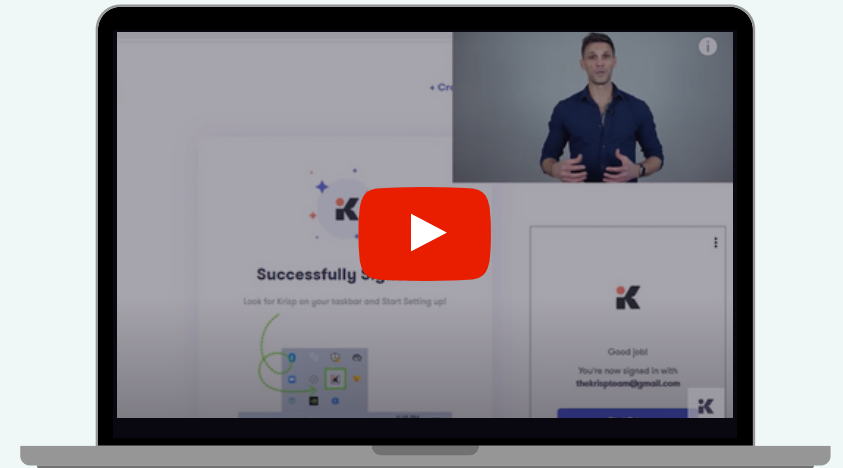 + Cr
Successfully Sig
Look for Krisp on your taskbar and Start Setting up!
Good job!
You're now signed in with
thekrispteam@gmail.com